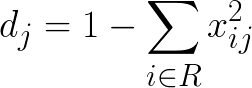 d_j = 1 - \sum_{i \in R} x_{ij}^2